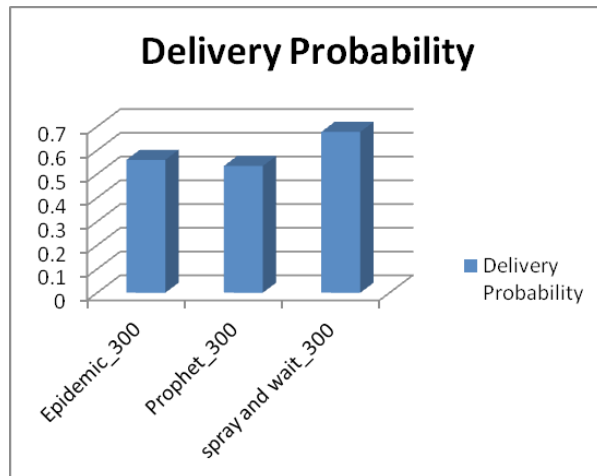 Delivery Probability
0.7
0.6
0.5
0.4
0.3
0.2
0.1
0
Epidemic_300
Prophet_300
spray and wait_300
Delivery
Probability